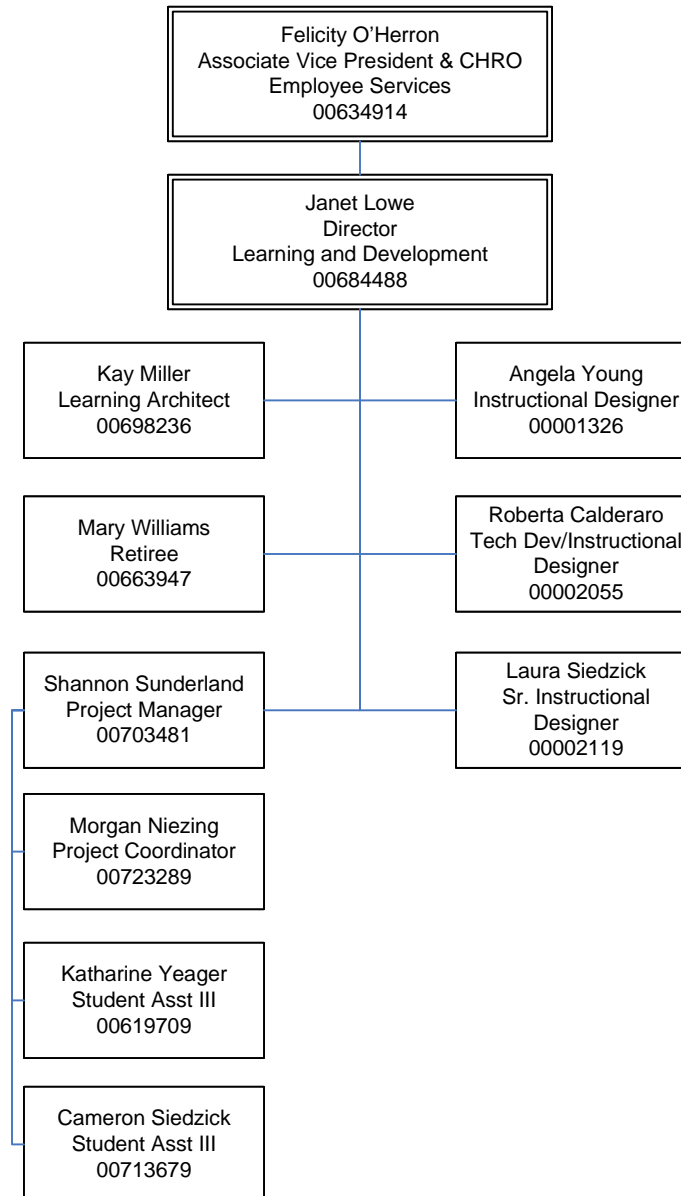 Felicity O’Herron
Associate Vice President & CHRO
Employee Services
00634914
Janet Lowe
Director
Learning and Development
00684488
Kay Miller
Learning Architect
00698236
Angela Young
Instructional Designer
00001326
Mary Williams
Retiree
00663947
Roberta Calderaro
Tech Dev/Instructional
Designer
00002055
Shannon Sunderland
Project Manager
00703481
Laura Siedzick
Sr. Instructional
Designer
00002119
Morgan Niezing
Project Coordinator
00723289
Katharine Yeager
Student Asst III
00619709
Cameron Siedzick
Student Asst III
00713679